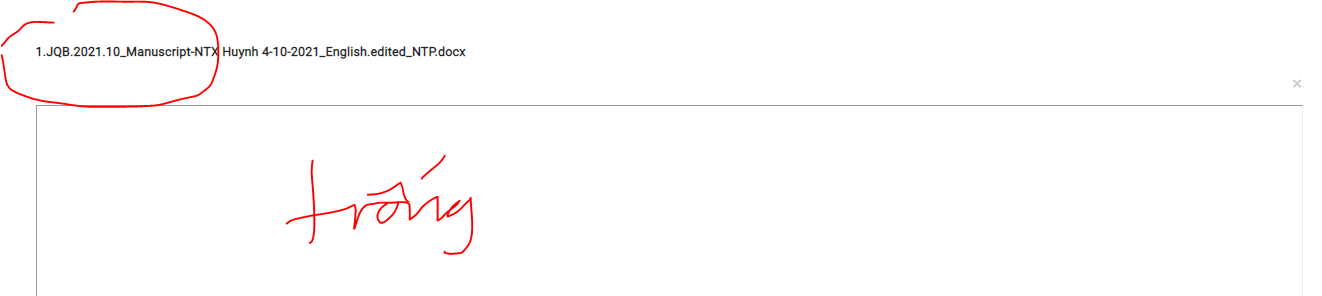 1.JQB.2021.10_Manuscript-NTX Huynh 4-10-2021_English.edited_NTP.docx
×
trống